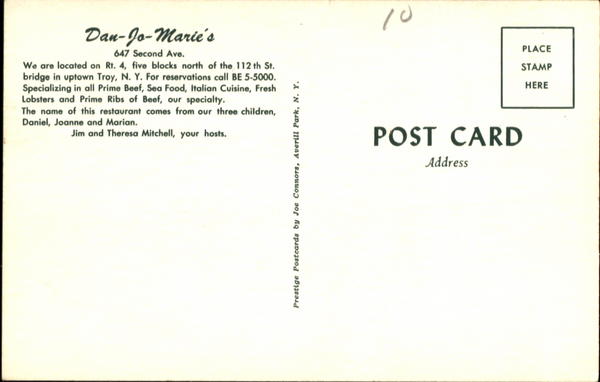 Dan-Jo-Marie's
647 Second Ave.
We are located on Rt. 4, five blocks north of the 112th St.
bridge in uptown Troy, N. Y. For reservations call BE 5-5000.
Specializing in all Prime Beef, Sea Food, Italian Cuisine, Fresh
Lobsters and Prime Ribs of Beef, our specialty.
The name of this restaurant comes from our three children,
Daniel, Joanne and Marian.
Jim and Theresa Mitchell, your hosts.
Prestige Postcards by Joe Connors, Averill Park, N. Y.
10
PLACE
STAMP
HERE
POST CARD
Address